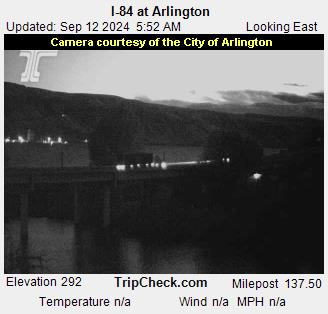 I-84 at Arlington
Updated: Sep 12 2024 5:52 AM Looking East
Camera courtesy of the City of Arlington
Elevation 292 TripCheck.com Milepost 137.50
Temperature n/a Wind n/a MPH n/a